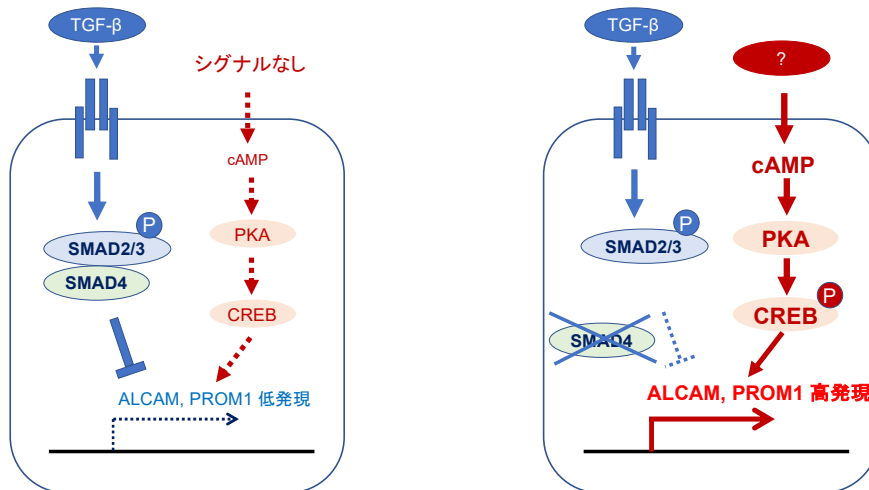 TGF-β
シグナルなし
cAMP
P
SMAD2/3
PKA
SMAD4
CREB
ALCAM, PROM1 低発現
TGF-β
?
cAMP
P
SMAD2/3
PKA
P
CREB
SMAD4
ALCAM, PROM1 高発現